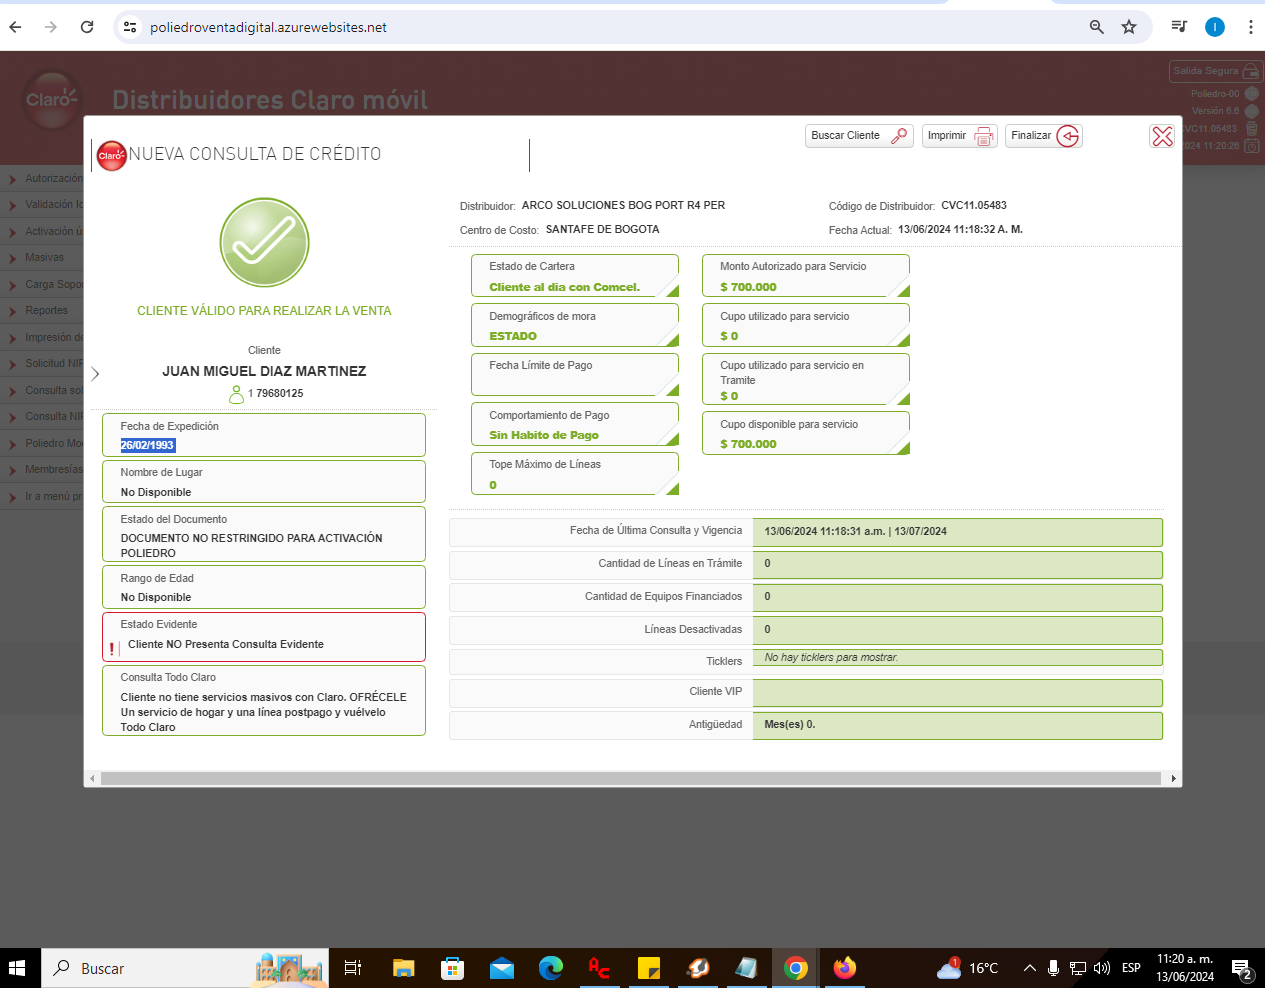 poliedroventadigital.azurewebsites.net
Claro
Distribuidores Claro móvil
Salida Segura
Poliedro-00
Versión 6.6
CVC11.05483
2024 11:20:26
Autorización
Validación
Activación
Masivas
Carga Sopo
Reportes
Impresión de
Solicitud NIP
Consulta sol
Consulta NIP
Poliedro Mo
Membresías
Ir a menú pr
Claro
NUEVA CONSULTA DE CRÉDITO
Buscar Cliente
Imprimir
Finalizar
CLIENTE VÁLIDO PARA REALIZAR LA VENTA
Cliente
JUAN MIGUEL DIAZ MARTINEZ
1 79680125
Fecha de Expedición
26/02/1993
Nombre de Lugar
No Disponible
Estado del Documento
DOCUMENTO NO RESTRINGIDO PARA ACTIVACIÓN
POLIEDRO
Rango de Edad
No Disponible
Estado Evidente
! Cliente NO Presenta Consulta Evidente
Consulta Todo Claro
Cliente no tiene servicios masivos con Claro. OFRÉCELE
Un servicio de hogar y una línea postpago y vuélvelo
Todo Claro
Distribuidor: ARCO SOLUCIONES BOG PORT R4 PER
Código de Distribuidor: CVC11.05483
Centro de Costo: SANTAFE DE BOGOTA
Fecha Actual: 13/06/2024 11:18:32 A. M.
Estado de Cartera
Cliente al dia con Comcel.
Demográficos de mora
ESTADO
Fecha Límite de Pago
Comportamiento de Pago
Sin Habito de Pago
Tope Máximo de Líneas
0
Monto Autorizado para Servicio
$ 700.000
Cupo utilizado para servicio
$ 0
Cupo utilizado para servicio en
Tramite
$ 0
Cupo disponible para servicio
$ 700.000
Fecha de Última Consulta y Vigencia 13/06/2024 11:18:31 a.m. | 13/07/2024
Cantidad de Líneas en Trámite 0
Cantidad de Equipos Financiados 0
Líneas Desactivadas 0
Ticklers No hay ticklers para mostrar.
Cliente VIP
Antigüedad Mes(es) 0.
Buscar
1
16°C
ESP
11:20 a. m.
13/06/2024
2